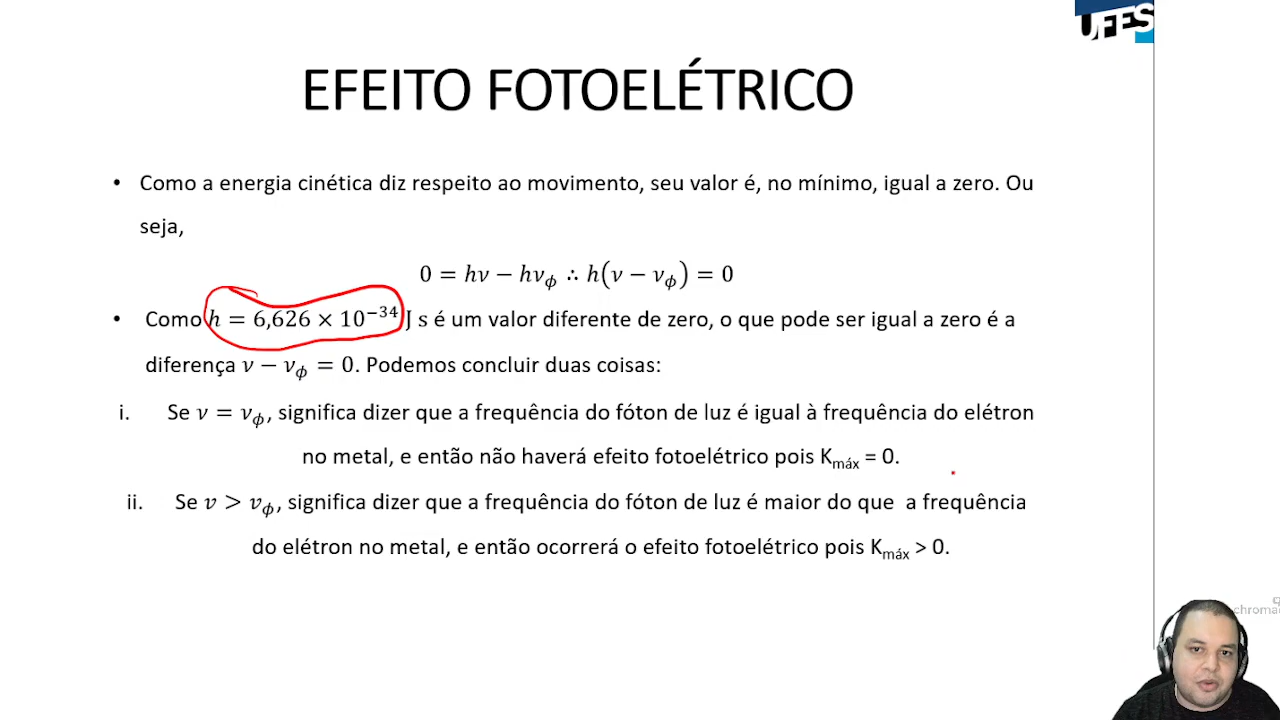 UFES
EFEITO FOTOELÉTRICO
• Como a energia cinética diz respeito ao movimento, seu valor é, no mínimo, igual a zero. Ou
seja,
0 = hν − hν_ϕ ∴ h(ν − ν_ϕ) = 0
• Como h = 6,626 × 10⁻³⁴ J s é um valor diferente de zero, o que pode ser igual a zero é a
diferença ν − ν_ϕ = 0. Podemos concluir duas coisas:
i. Se ν = ν_ϕ, significa dizer que a frequência do fóton de luz é igual à frequência do elétron
no metal, e então não haverá efeito fotoelétrico pois K_máx = 0.
ii. Se ν > ν_ϕ, significa dizer que a frequência do fóton de luz é maior do que a frequência
do elétron no metal, e então ocorrerá o efeito fotoelétrico pois K_máx > 0.